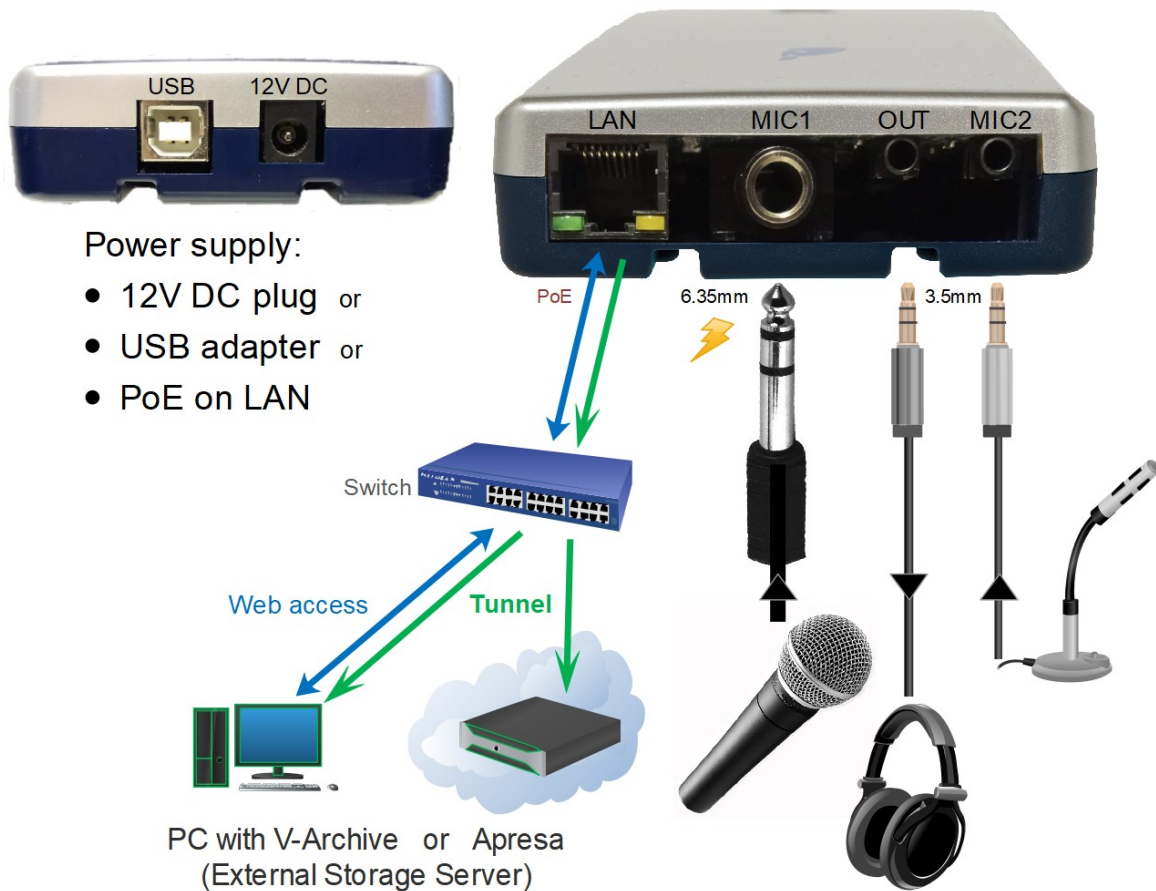 USB 12V DC
LAN MIC1 OUT MIC2
Power supply:
• 12V DC plug or
• USB adapter or
• PoE on LAN
PoE
6.35mm
3.5mm
NETGEAR
Switch
Web access
Tunnel
PC with V-Archive or Apresa
(External Storage Server)